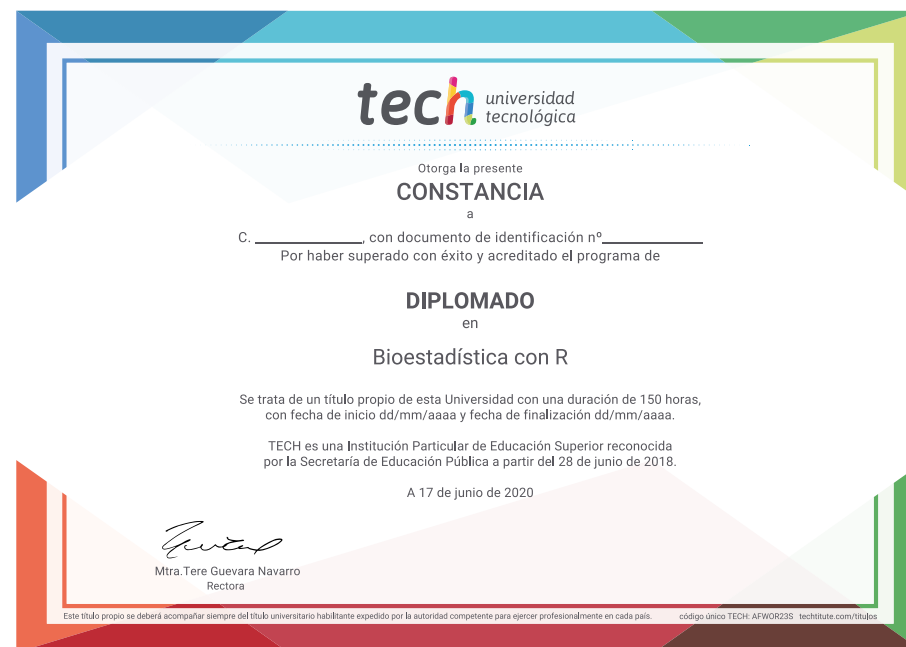 tech universidad
tecnológica
Otorga la presente
CONSTANCIA
a
C. ____________, con documento de identificación nº____________
Por haber superado con éxito y acreditado el programa de
DIPLOMADO
en
Bioestadística con R
Se trata de un título propio de esta Universidad con una duración de 150 horas,
con fecha de inicio dd/mm/aaaa y fecha de finalización dd/mm/aaaa.
TECH es una Institución Particular de Educación Superior reconocida
por la Secretaría de Educación Pública a partir del 28 de junio de 2018.
A 17 de junio de 2020
Mtra.Tere Guevara Navarro
Rectora
Este título propio se deberá acompañar siempre del título universitario habilitante expedido por la autoridad competente para ejercer profesionalmente en cada país. código único TECH: AFWOR23S techtitute.com/titulos